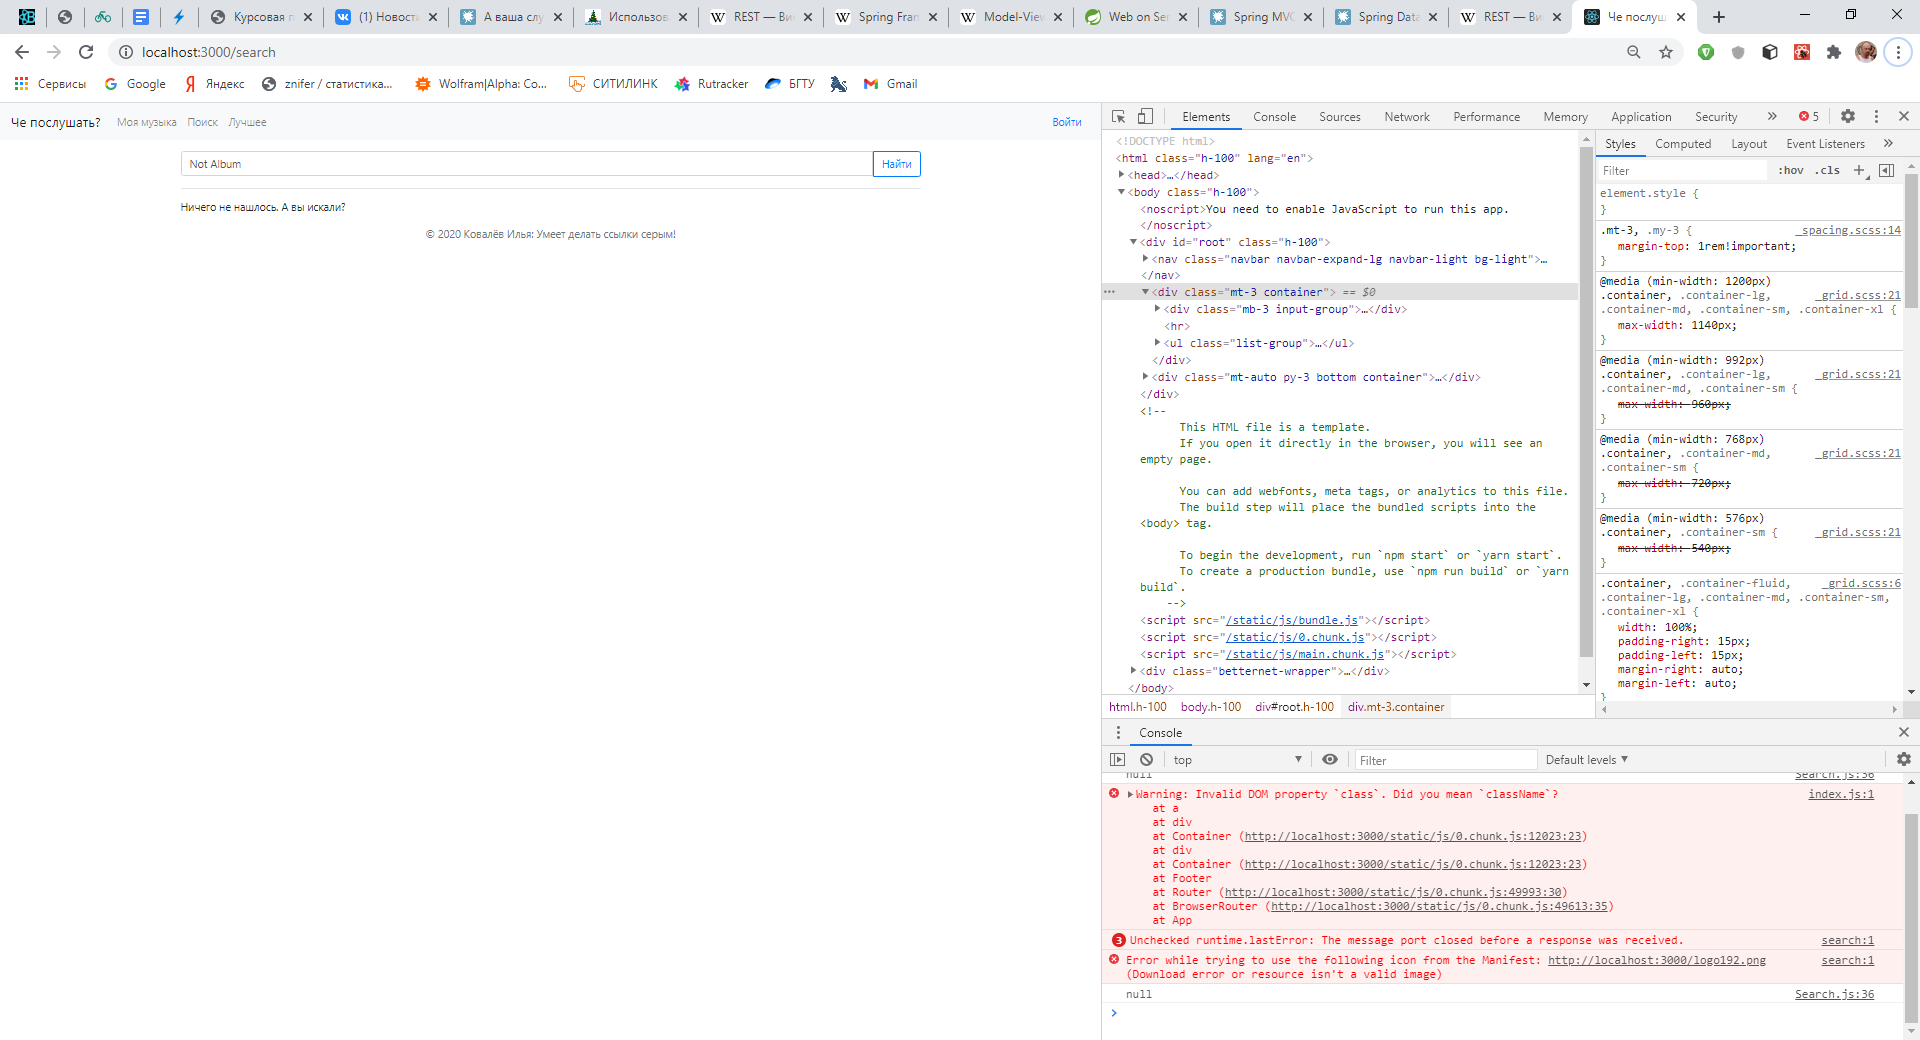 Курсовая п
(1) Новост
А ваша слу
Использов
REST — Ви
Spring Fran
Model-Viev
Web on Ser
Spring MVC
Spring Data
REST — Ви
Че послуш
localhost:3000/search
Сервисы
Google
Яндекс
znifer / статистика...
Wolfram|Alpha: Co...
СИТИЛИНК
Rutracker
БГТУ
Gmail
Че послушать? Моя музыка Поиск Лучшее Войти
Not Album Найти
Ничего не нашлось. А вы искали?
© 2020 Ковалёв Илья: Умеет делать ссылки серым!
Elements Console Sources Network Performance Memory Application Security » 5
<!DOCTYPE html>
<html class="h-100" lang="en">
<head>…</head>
<body class="h-100">
<noscript>You need to enable JavaScript to run this app.
</noscript>
<div id="root" class="h-100">
<nav class="navbar navbar-expand-lg navbar-light bg-light">…
</nav>
<div class="mt-3 container"> == $0
<div class="mb-3 input-group">…</div>
<hr>
<ul class="list-group">…</ul>
</div>
<div class="mt-auto py-3 bottom container">…</div>
</div>
<!--
This HTML file is a template.
If you open it directly in the browser, you will see an
empty page.
You can add webfonts, meta tags, or analytics to this file.
The build step will place the bundled scripts into the
<body> tag.
To begin the development, run `npm start` or `yarn start`.
To create a production bundle, use `npm run build` or `yarn
build`.
-->
<script src="/static/js/bundle.js"></script>
<script src="/static/js/0.chunk.js"></script>
<script src="/static/js/main.chunk.js"></script>
<div class="betternet-wrapper">…</div>
</body>
html.h-100 body.h-100 div#root.h-100 div.mt-3.container
Styles Computed Layout Event Listeners »
Filter :hov .cls +
element.style {
}
.mt-3, .my-3 { _spacing.scss:14
margin-top: 1rem!important;
}
@media (min-width: 1200px)
.container, .container-lg, _grid.scss:21
.container-md, .container-sm, .container-xl {
max-width: 1140px;
}
@media (min-width: 992px)
.container, .container-lg, _grid.scss:21
.container-md, .container-sm {
max-width: 960px;
}
@media (min-width: 768px)
.container, .container-md, _grid.scss:21
.container-sm {
max-width: 720px;
}
@media (min-width: 576px)
.container, .container-sm { _grid.scss:21
max-width: 540px;
}
.container, .container-fluid, _grid.scss:6
.container-lg, .container-md, .container-sm,
.container-xl {
width: 100%;
padding-right: 15px;
padding-left: 15px;
margin-right: auto;
margin-left: auto;
}
Console
top Filter Default levels
null Search.js:36
Warning: Invalid DOM property `class`. Did you mean `className`? index.js:1
at a
at div
at Container (http://localhost:3000/static/js/0.chunk.js:12023:23)
at div
at Container (http://localhost:3000/static/js/0.chunk.js:12023:23)
at Footer
at Router (http://localhost:3000/static/js/0.chunk.js:49993:30)
at BrowserRouter (http://localhost:3000/static/js/0.chunk.js:49613:35)
at App
3 Unchecked runtime.lastError: The message port closed before a response was received. search:1
Error while trying to use the following icon from the Manifest: http://localhost:3000/logo192.png search:1
(Download error or resource isn't a valid image)
null Search.js:36